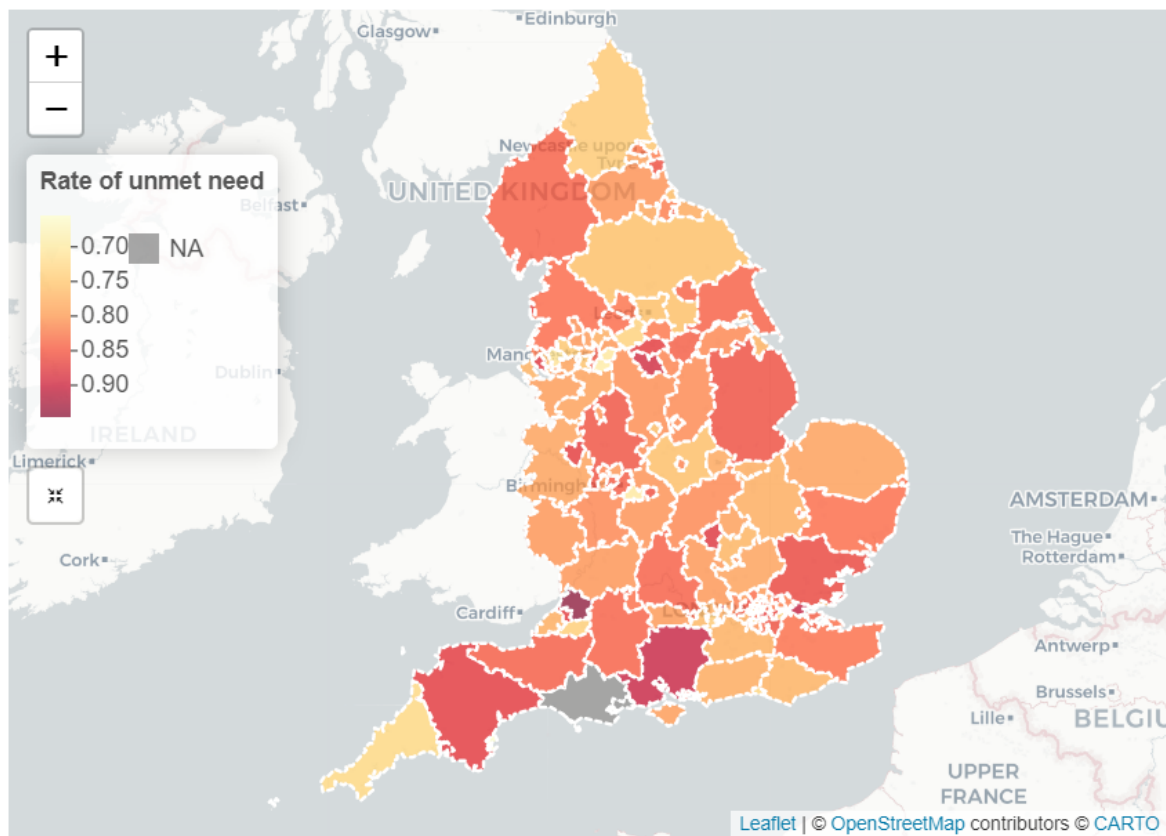 Edinburgh
Glasgow
+
−
Newcastle upon
Tyne
Rate of unmet need
UNITED KINGDOM
Belfast
0.70
NA
0.75
0.80
0.85
0.90
Leeds
Dublin
IRELAND
Limerick
Birmingham
AMSTERDAM
The Hague
Rotterdam
Cork
Cardiff
Antwerp
Brussels
Lille
BELGIU
UPPER
FRANCE
Leaflet | © OpenStreetMap contributors © CARTO